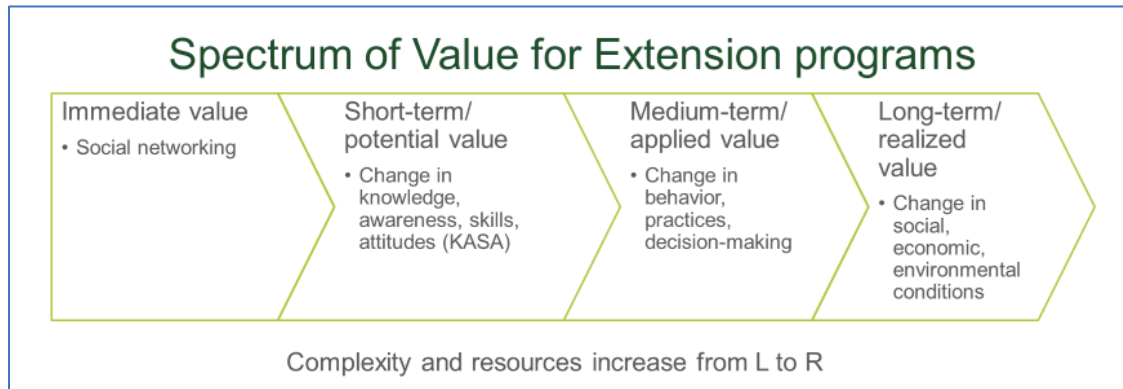 Spectrum of Value for Extension programs
Immediate value
• Social networking
Short-term/
potential value
• Change in
knowledge,
awareness, skills,
attitudes (KASA)
Medium-term/
applied value
• Change in
behavior,
practices,
decision-making
Long-term/
realized
value
• Change in
social,
economic,
environmental
conditions
Complexity and resources increase from L to R